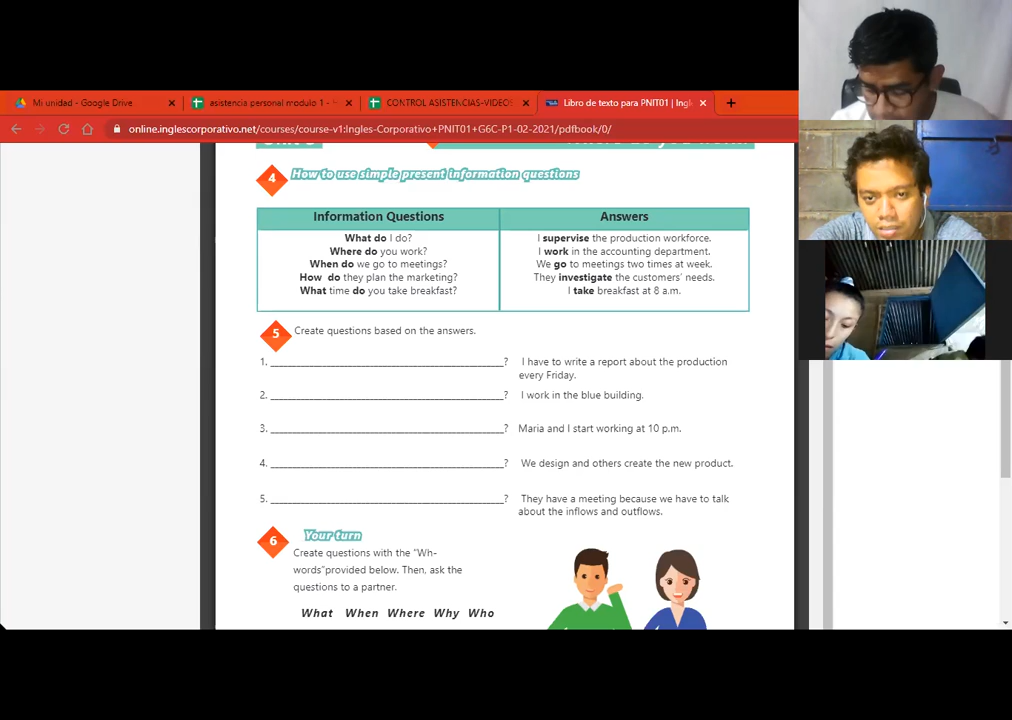 Mi unidad - Google Drive
asistencia personal modulo 1 -
CONTROL ASISTENCIAS-VIDEOS
Libro de texto para PNIT01 | Ingl
online.inglescorporativo.net/courses/course-v1:Ingles-Corporativo+PNIT01+G6C-P1-02-2021/pdfbook/0/
4 How to use simple present information questions
Information Questions Answers
What do I do? I supervise the production workforce.
Where do you work? I work in the accounting department.
When do we go to meetings? We go to meetings two times at week.
How do they plan the marketing? They investigate the customers' needs.
What time do you take breakfast? I take breakfast at 8 a.m.
5 Create questions based on the answers.
1. ______________________________? I have to write a report about the production
every Friday.
2. ______________________________? I work in the blue building.
3. ______________________________? Maria and I start working at 10 p.m.
4. ______________________________? We design and others create the new product.
5. ______________________________? They have a meeting because we have to talk
about the inflows and outflows.
6 Your turn
Create questions with the "Wh-
words"provided below. Then, ask the
questions to a partner.
What When Where Why Who